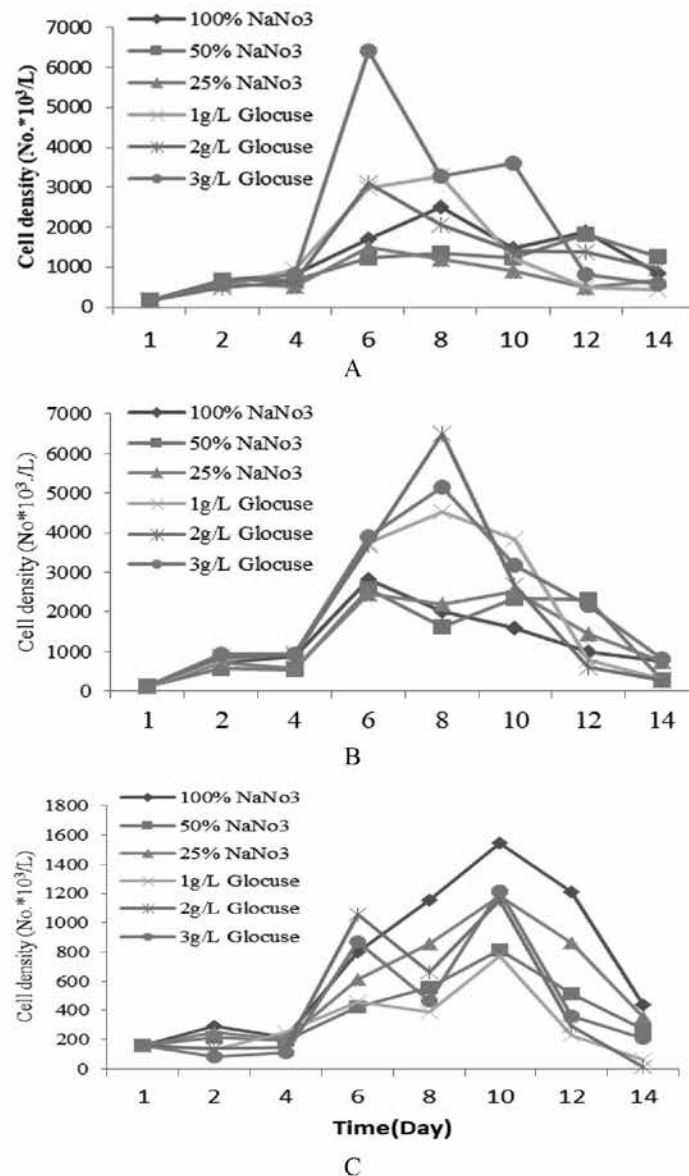 Cell density (No.*10³/L)
7000
6000
5000
4000
3000
2000
1000
0
100% NaNo3
50% NaNo3
25% NaNo3
1g/L Glocuse
2g/L Glocuse
3g/L Glocuse
1 2 4 6 8 10 12 14
A
Cell density (No*10³./L)
7000
6000
5000
4000
3000
2000
1000
0
100% NaNo3
50% NaNo3
25% NaNo3
1g/L Glocuse
2g/L Glocuse
3g/L Glocuse
1 2 4 6 8 10 12 14
B
Cell density (No.*10³/L)
1800
1600
1400
1200
1000
800
600
400
200
0
100% NaNo3
50% NaNo3
25% NaNo3
1g/L Glocuse
2g/L Glocuse
3g/L Glocuse
1 2 4 6 8 10 12 14
Time(Day)
C